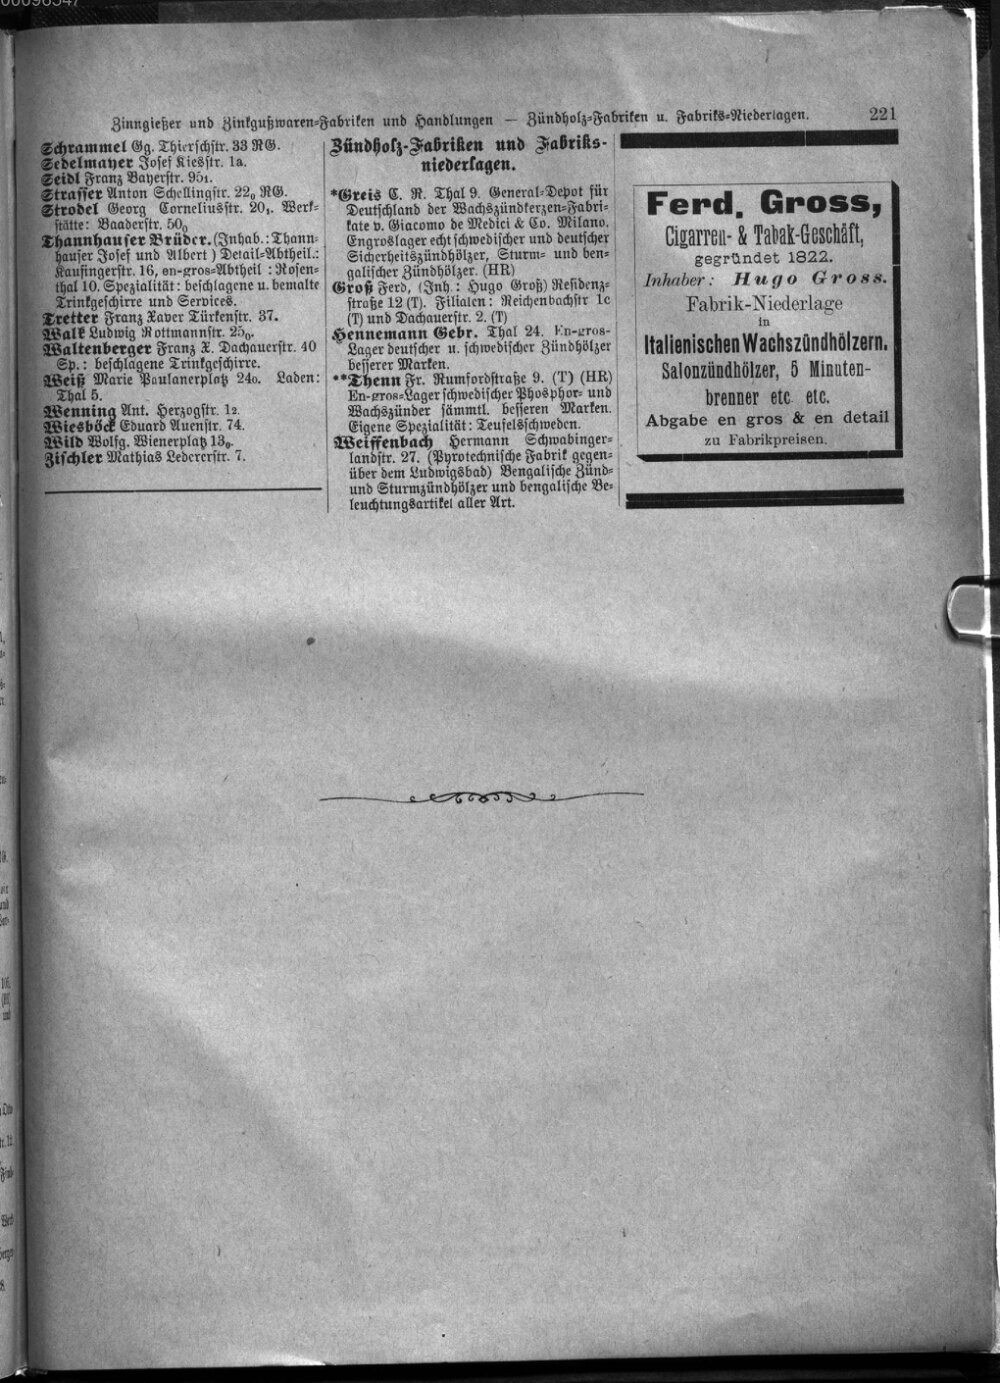 Zinngießer und Zinkgußwaren-Fabriken und Handlungen — Zündholz-Fabriken u. Fabriks-Niederlagen. 221
Schrammel Gg. Thierschstr. 33 RG.
Sedelmayer Josef Kiesstr. 1a.
Seidl Franz Bayerstr. 95₁.
Strasser Anton Schellingstr. 22₀ RG.
Strobel Georg Corneliusstr. 20₁. Werk-
stätte: Baaderstr. 50₀
Thannhauser Brüder. (Inhab.: Thann-
hauser Josef und Albert) Detail-Abtheil.:
Kaufingerstr. 16, en-gros-Abtheil: Rosen-
thal 10. Spezialität: beschlagene u. bemalte
Trinkgeschirre und Services.
Tretter Franz Xaver Türkenstr. 37.
Walk Ludwig Rottmannstr. 25₀.
Waltenberger Franz X. Dachauerstr. 40
Sp.: beschlagene Trinkgeschirre.
Weiß Marie Paulanerplatz 24₀. Laden:
Thal 5.
Wenning Ant. Herzogstr. 1₂.
Wiesböck Eduard Auenstr. 74.
Wild Wolfg. Wienerplatz 13₀.
Zischler Mathias Ledererstr. 7.
Zündholz-Fabriken und Fabriks-
niederlagen.
*Greis C. R. Thal 9. General-Depot für
Deutschland der Wachszündkerzen-Fabri-
kate v. Giacomo de Medici & Co. Milano.
Engroslager echt schwedischer und deutscher
Sicherheitszündhölzer, Sturm- und ben-
galischer Zündhölzer. (HR)
Groß Ferd, (Inh.: Hugo Groß) Residenz-
straße 12 (T). Filialen: Reichenbachstr 1c
(T) und Dachauerstr. 2. (T)
Hennemann Gebr. Thal 24. En-gros-
Lager deutscher u. schwedischer Zündhölzer
besserer Marken.
**Thenn Fr. Rumfordstraße 9. (T) (HR)
En-gros-Lager schwedischer Phosphor- und
Wachszünder sämmtl. besseren Marken.
Eigene Spezialität: Teufelsschweden.
Weiffenbach Hermann Schwabinger-
landstr. 27. (Pyrotechnische Fabrik gegen-
über dem Ludwigsbad) Bengalische Zünd-
und Sturmzündhölzer und bengalische Be-
leuchtungsartikel aller Art.
Ferd. Gross,
Cigarren- & Tabak-Geschäft,
gegründet 1822.
Inhaber: Hugo Gross.
Fabrik-Niederlage
in
Italienischen Wachszündhölzern.
Salonzündhölzer, 5 Minuten-
brenner etc. etc.
Abgabe en gros & en detail
zu Fabrikpreisen.